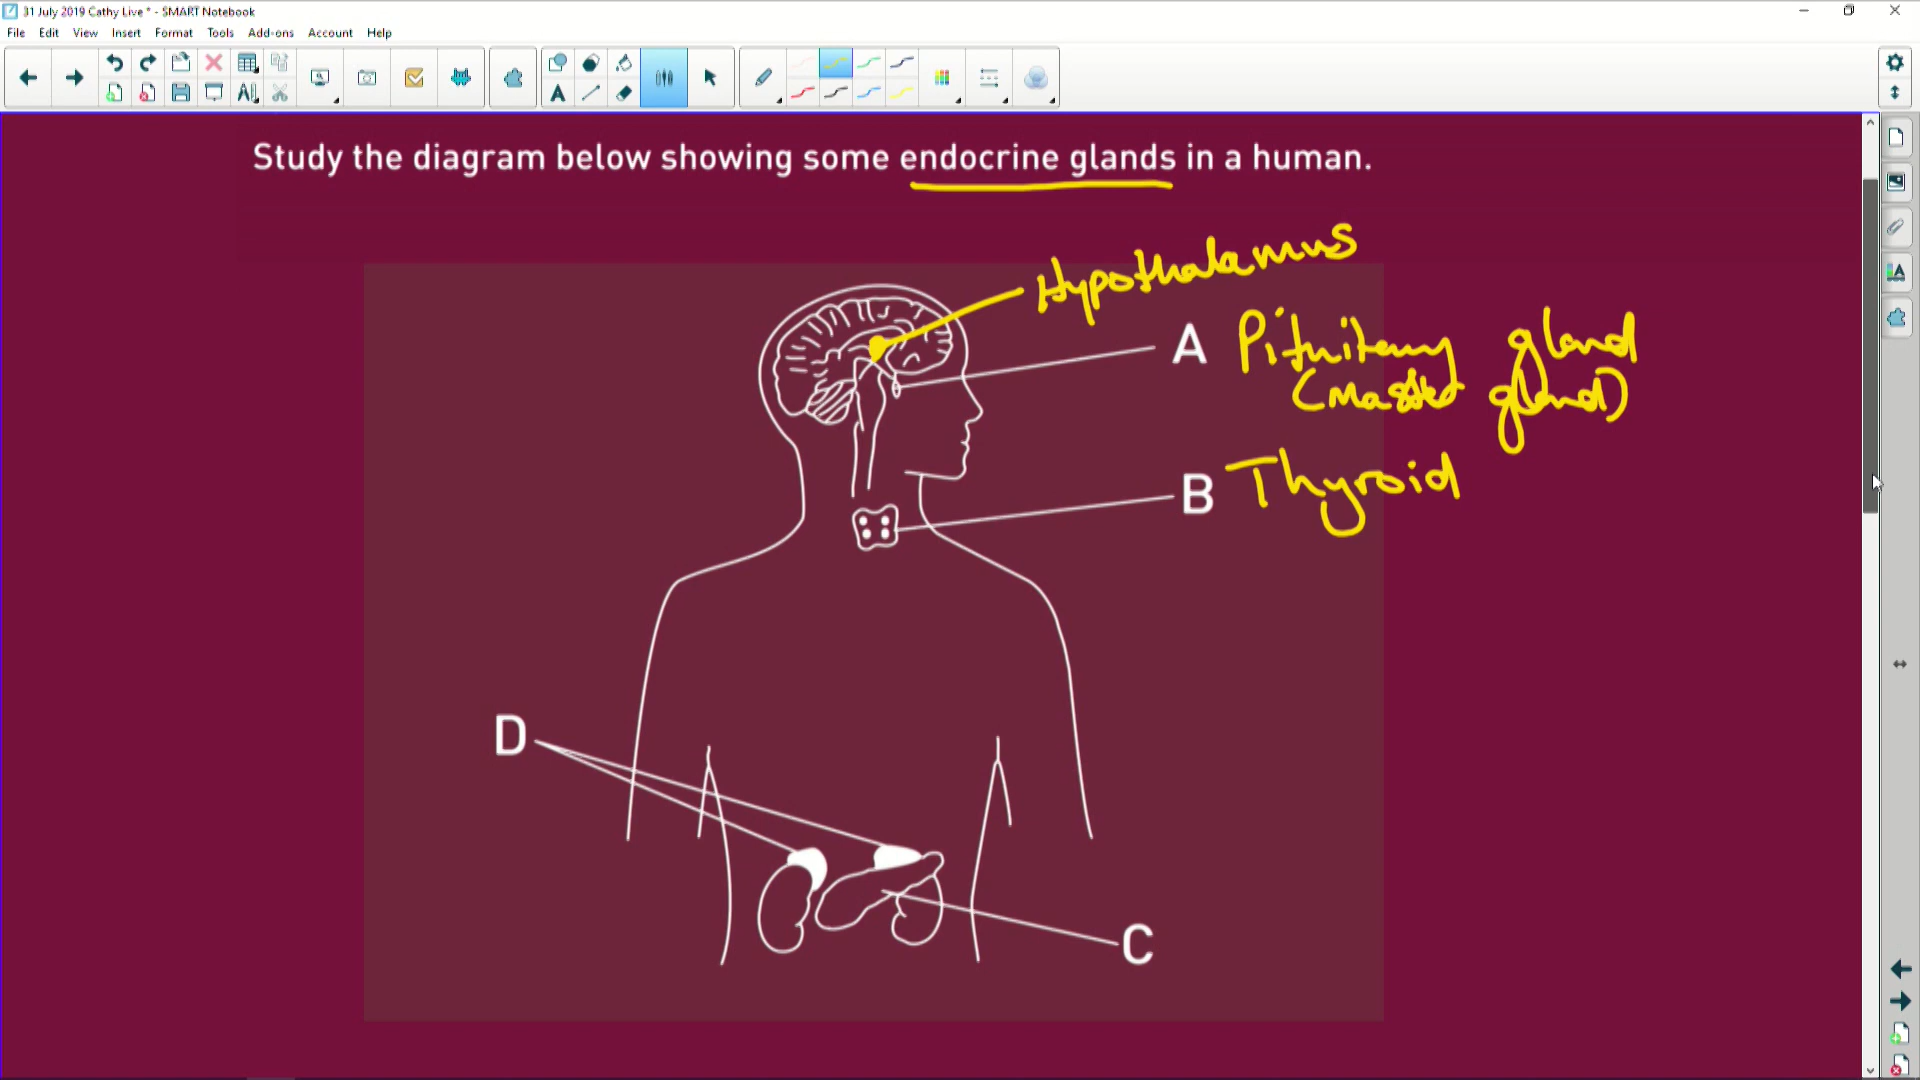 31 July 2019 Cathy Live * - SMART Notebook
File Edit View Insert Format Tools Add-ons Account Help
Study the diagram below showing some endocrine glands in a human.
Hypothalamus
A Pituitary gland
(Master gland)
B Thyroid
D
C